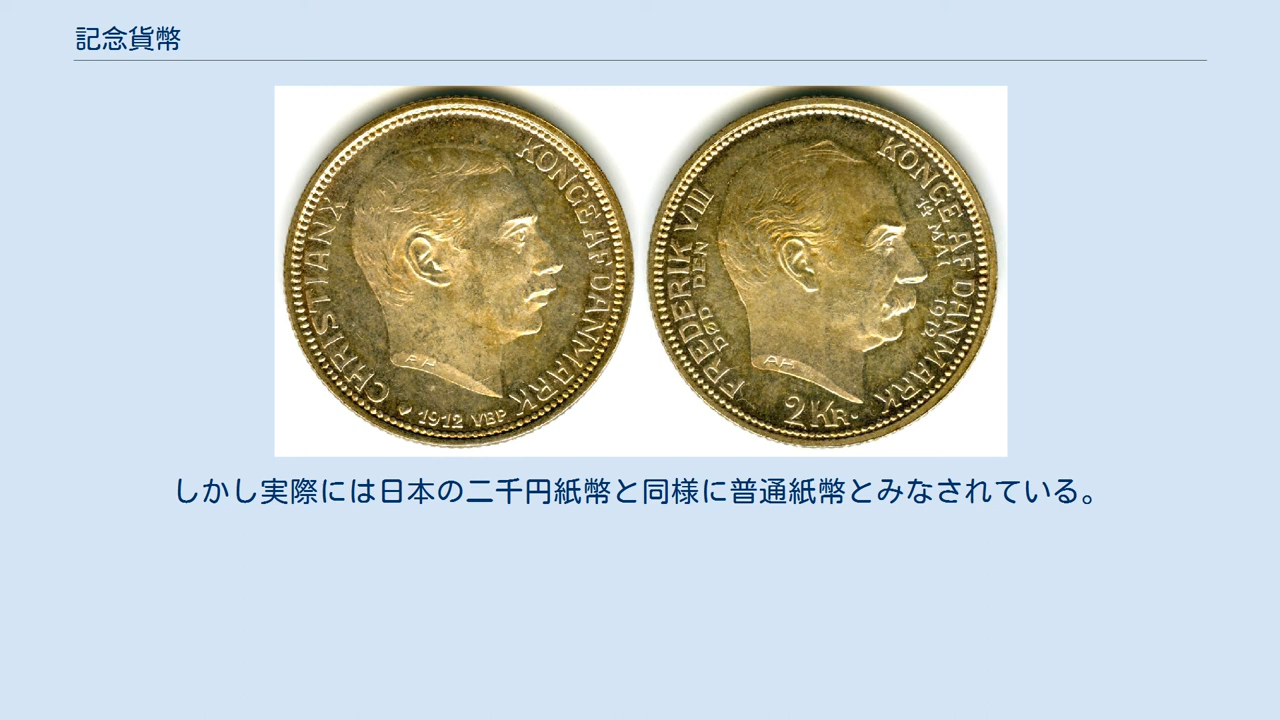 記念貨幣
CHRISTIAN X KONGE AF DANMARK
♥ 1912 VBP
AH
FREDERIK VIII KONGE AF DANMARK
DØD DEN 14 MAI 1912
AH
2 KR.
しかし実際には日本の二千円紙幣と同様に普通紙幣とみなされている。